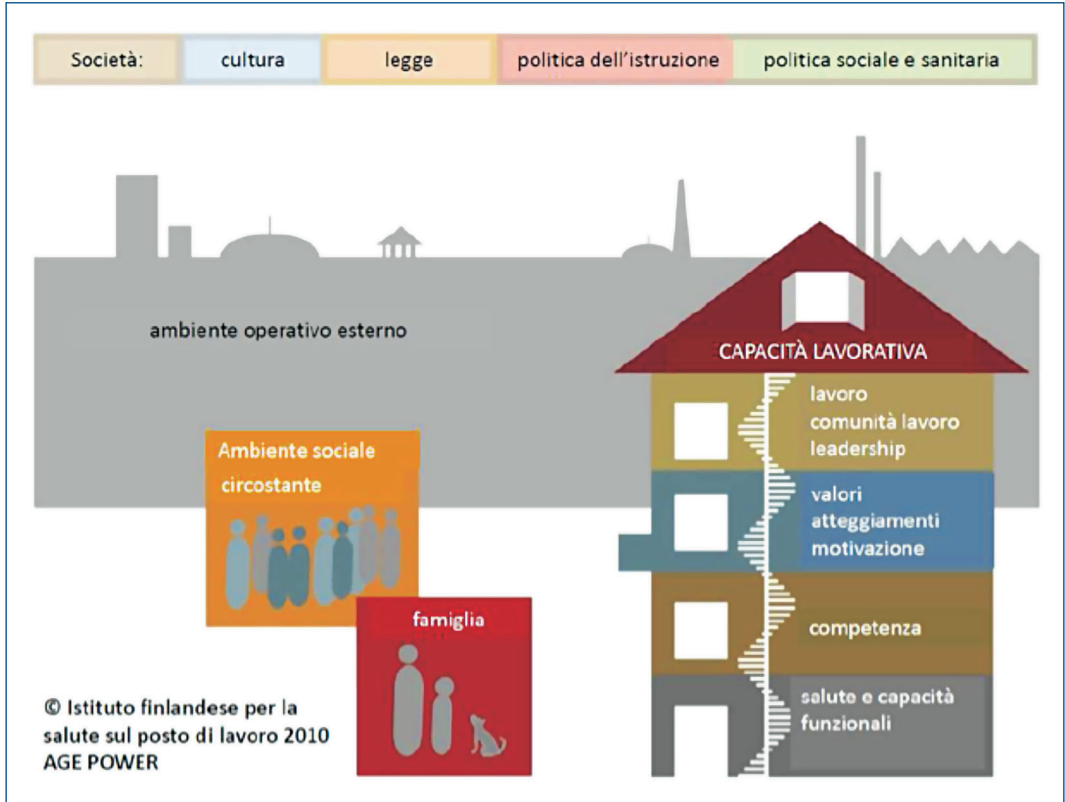 Società: cultura legge politica dell'istruzione politica sociale e sanitaria
ambiente operativo esterno
CAPACITÀ LAVORATIVA
lavoro
comunità lavoro
leadership
valori
atteggiamenti
motivazione
competenza
salute e capacità
funzionali
Ambiente sociale
circostante
famiglia
© Istituto finlandese per la
salute sul posto di lavoro 2010
AGE POWER